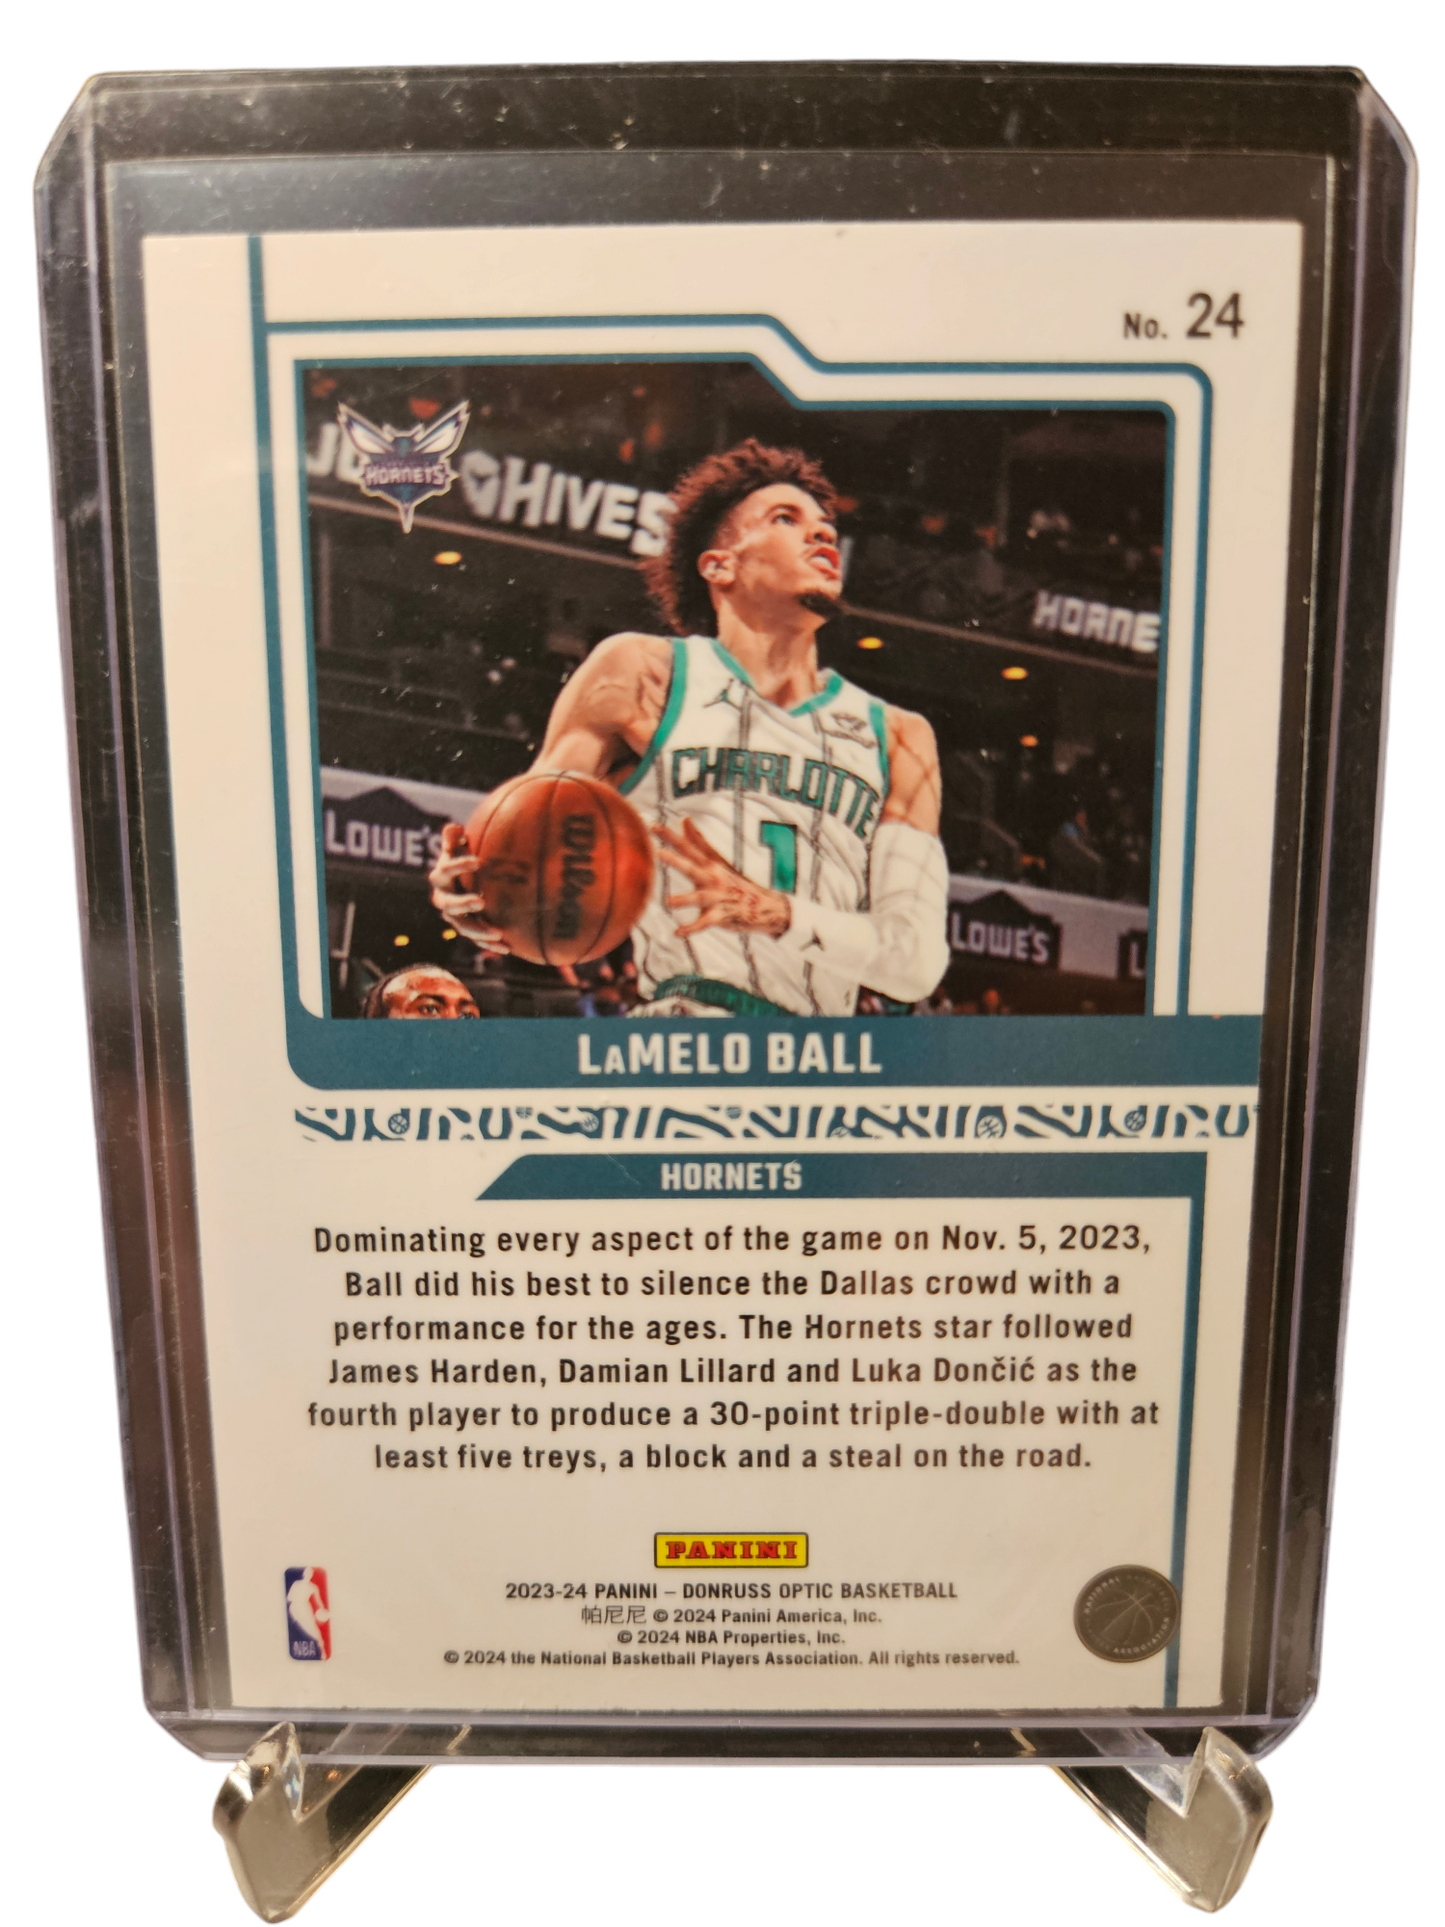 No. 24
HORNETS
HIVES
HORNE
CHARLOTTE
1
Wilson
LOWE'S
LOWE'S
L
LaMELO BALL
HORNETS
Dominating every aspect of the game on Nov. 5, 2023,
Ball did his best to silence the Dallas crowd with a
performance for the ages. The Hornets star followed
James Harden, Damian Lillard and Luka Dončić as the
fourth player to produce a 30-point triple-double with at
least five treys, a block and a steal on the road.
PANINI
2023-24 PANINI – DONRUSS OPTIC BASKETBALL
帕尼尼 © 2024 Panini America, Inc.
© 2024 NBA Properties, Inc.
© 2024 the National Basketball Players Association. All rights reserved.
NBA